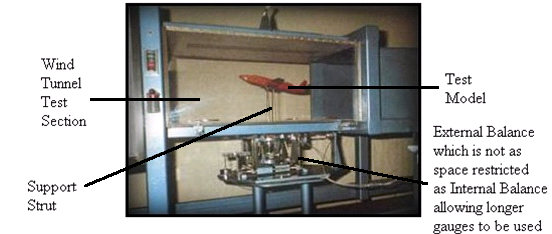 Wind
Tunnel
Test
Section
Test
Model
External Balance
which is not as
space restricted
as Internal Balance
allowing longer
gauges to be used
Support
Strut